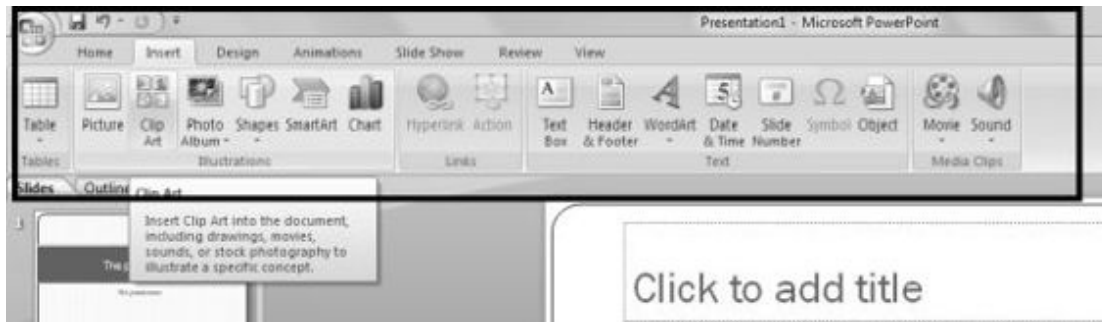 Presentation1 - Microsoft PowerPoint
Home Insert Design Animations Slide Show Review View
Table Picture Clip Art Photo Album Shapes SmartArt Chart Hyperlink Action Text Box Header & Footer WordArt Date & Time Slide Number Symbol Object Movie Sound
Tables Illustrations Links Text Media Clips
Slides Outline
Clip Art
Insert Clip Art into the document,
including drawings, movies,
sounds, or stock photography to
illustrate a specific concept.
The p
Click to add title